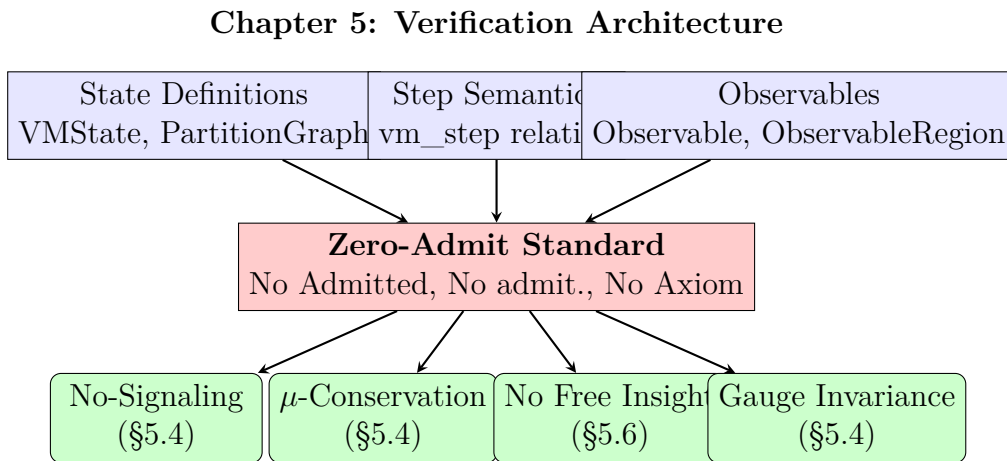 Chapter 5: Verification Architecture
State Definitions
VMState, PartitionGraph
Step Semantic
vm_step relati
Observables
Observable, ObservableRegion
Zero-Admit Standard
No Admitted, No admit., No Axiom
No-Signaling
(§5.4)
μ-Conservation
(§5.4)
No Free Insight
(§5.6)
Gauge Invariance
(§5.4)